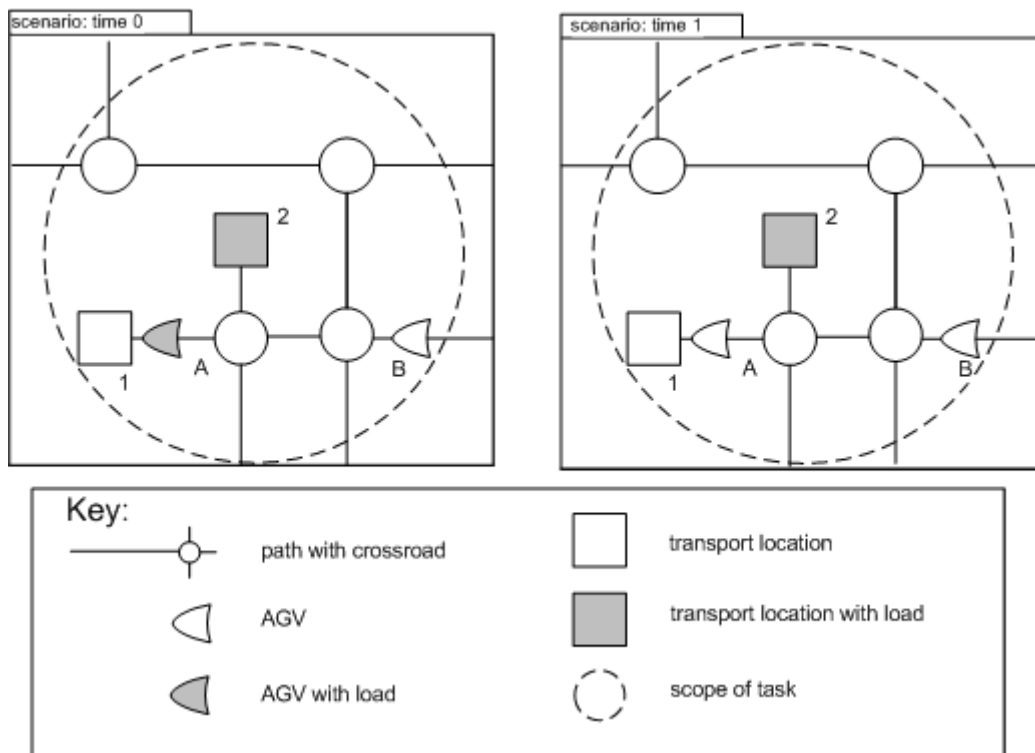 scenario: time 0
scenario: time 1
2
A
B
1
2
A
B
1
Key:
path with crossroad
transport location
AGV
transport location with load
AGV with load
scope of task